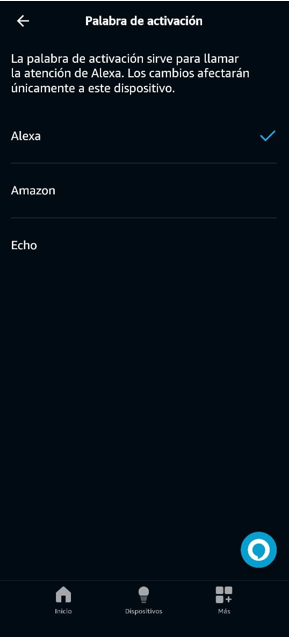 Palabra de activación
La palabra de activación sirve para llamar
la atención de Alexa. Los cambios afectarán
únicamente a este dispositivo.
Alexa
Amazon
Echo
Inicio
Dispositivos
Más